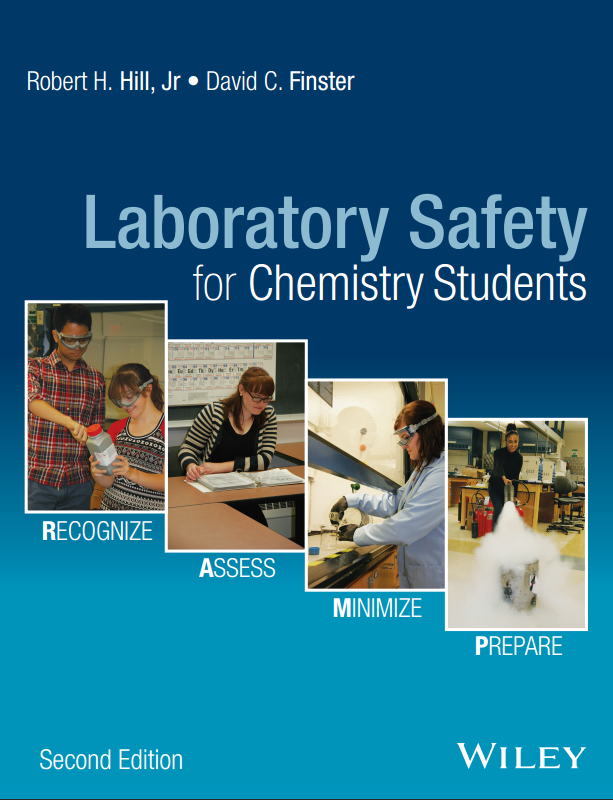 Robert H. Hill, Jr • David C. Finster
Laboratory Safety
for Chemistry Students
RECOGNIZE
ASSESS
MINIMIZE
PREPARE
Second Edition
WILEY